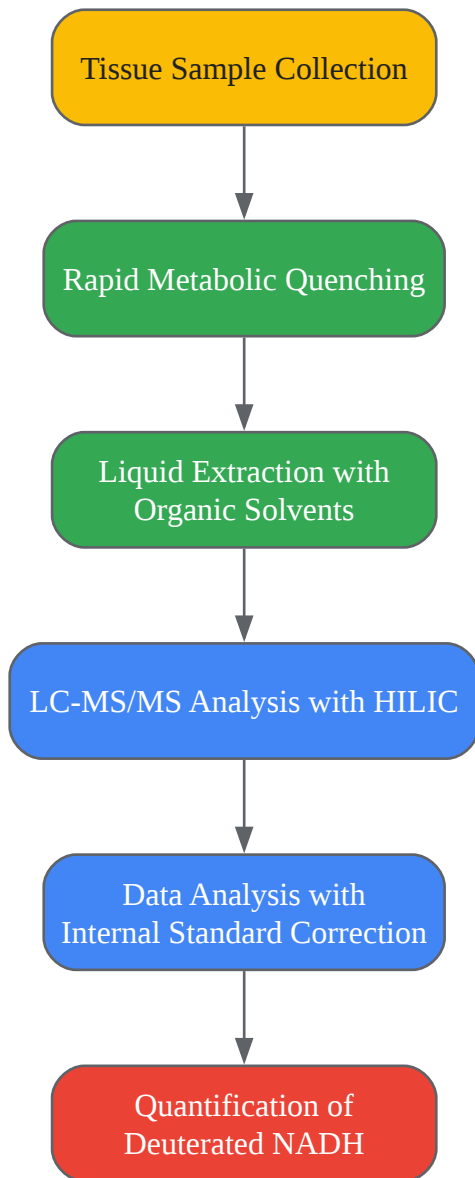 Tissue Sample Collection
Rapid Metabolic Quenching
Liquid Extraction with
Organic Solvents
LC-MS/MS Analysis with HILIC
Data Analysis with
Internal Standard Correction
Quantification of
Deuterated NADH